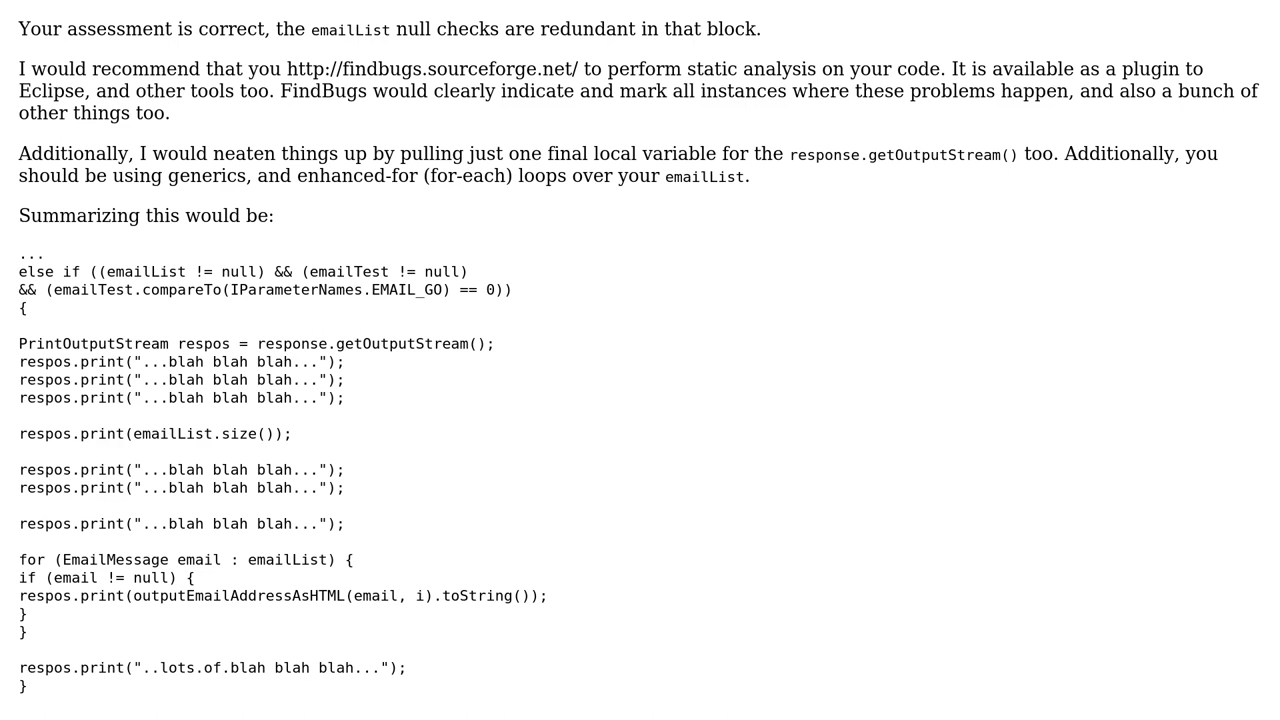 Your assessment is correct, the emailList null checks are redundant in that block.
I would recommend that you http://findbugs.sourceforge.net/ to perform static analysis on your code. It is available as a plugin to
Eclipse, and other tools too. FindBugs would clearly indicate and mark all instances where these problems happen, and also a bunch of
other things too.
Additionally, I would neaten things up by pulling just one final local variable for the response.getOutputStream() too. Additionally, you
should be using generics, and enhanced-for (for-each) loops over your emailList.
Summarizing this would be:
...
else if ((emailList != null) && (emailTest != null)
&& (emailTest.compareTo(IParameterNames.EMAIL_GO) == 0))
{
PrintOutputStream respos = response.getOutputStream();
respos.print("...blah blah blah...");
respos.print("...blah blah blah...");
respos.print("...blah blah blah...");
respos.print(emailList.size());
respos.print("...blah blah blah...");
respos.print("...blah blah blah...");
respos.print("...blah blah blah...");
for (EmailMessage email : emailList) {
if (email != null) {
respos.print(outputEmailAddressAsHTML(email, i).toString());
}
}
respos.print("..lots.of.blah blah blah...");
}